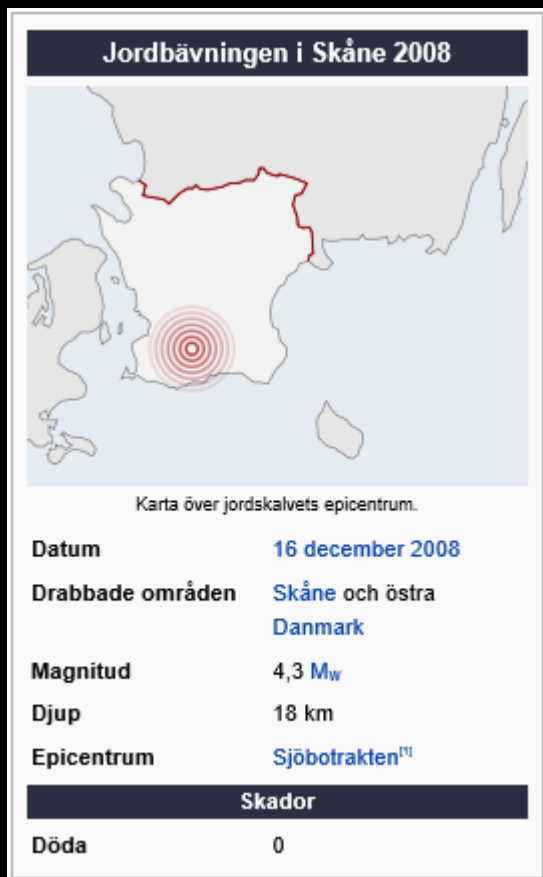 Jordbävningen i Skåne 2008
Karta över jordskalvets epicentrum.
Datum 16 december 2008
Drabbade områden Skåne och östra
Danmark
Magnitud 4,3 Mw
Djup 18 km
Epicentrum Sjöbotrakten[1]
Skador
Döda 0